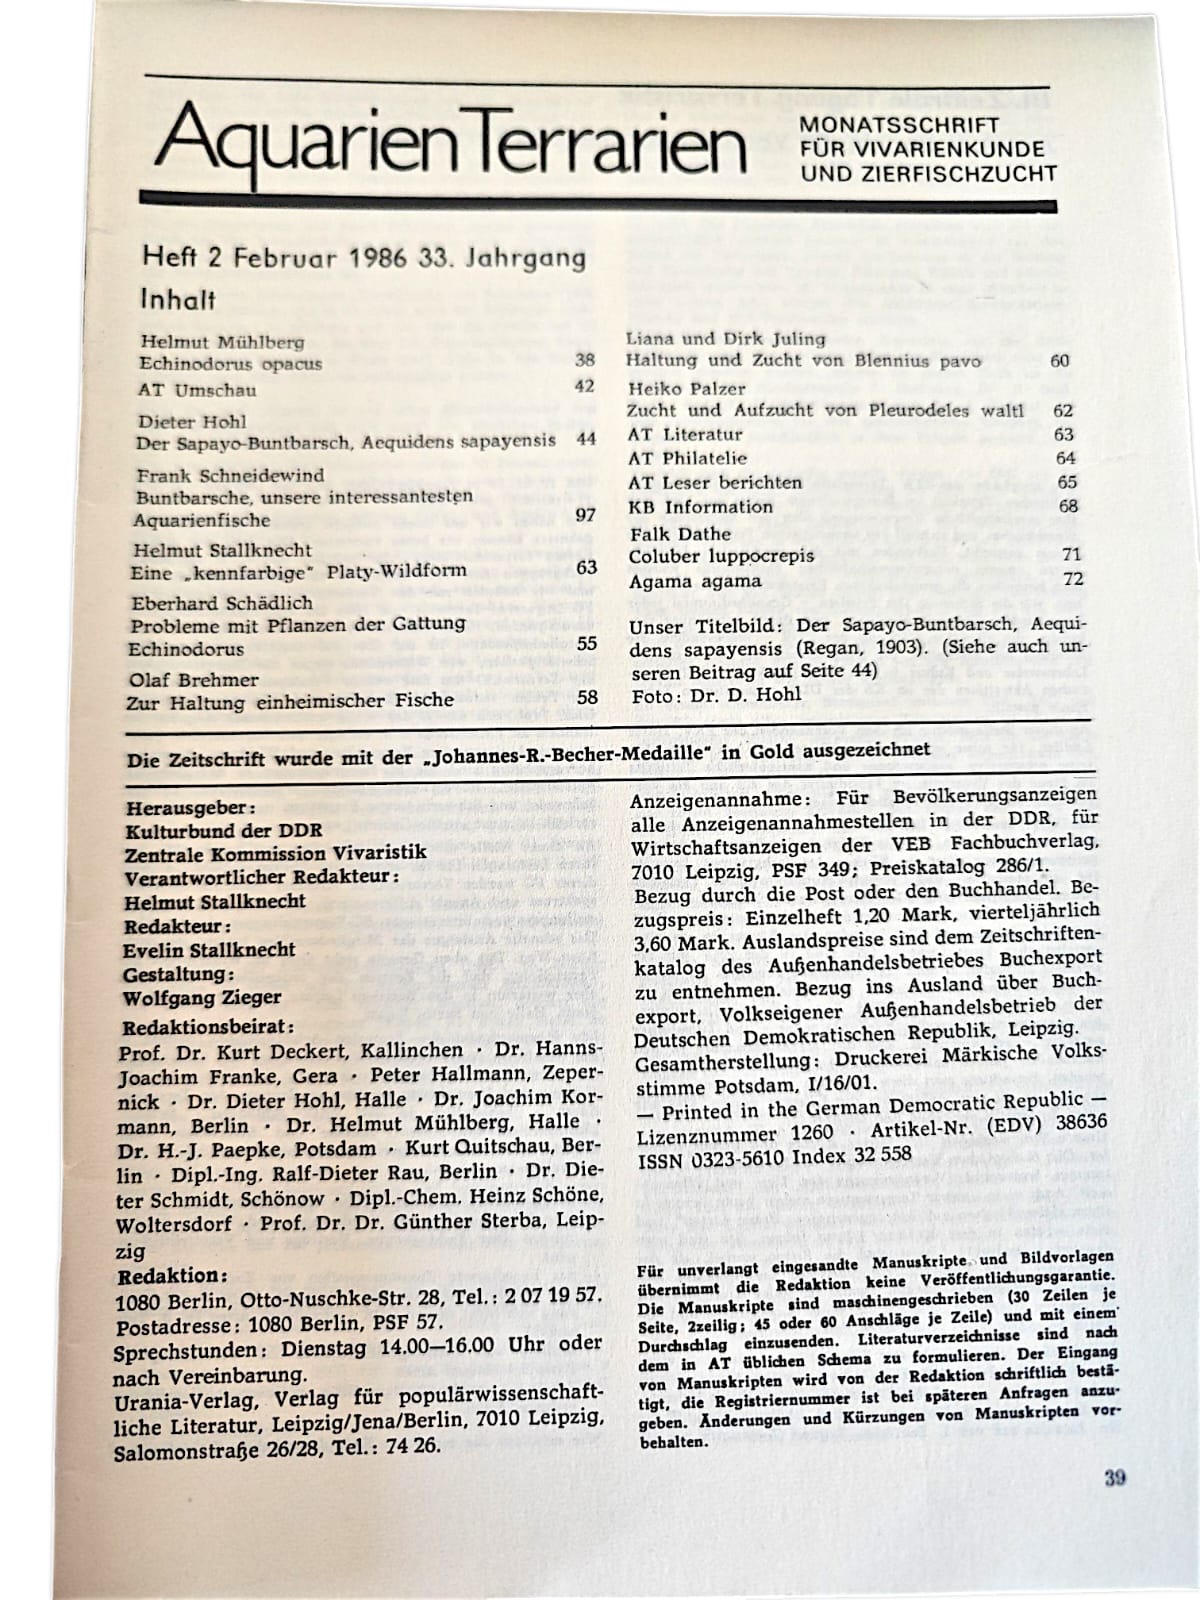 Aquarien Terrarien
MONATSSCHRIFT
FÜR VIVARIENKUNDE
UND ZIERFISCHZUCHT
Heft 2 Februar 1986 33. Jahrgang
Inhalt
Helmut Mühlberg
Echinodorus opacus 38
AT Umschau 42
Dieter Hohl
Der Sapayo-Buntbarsch, Aequidens sapayensis 44
Frank Schneidewind
Buntbarsche, unsere interessantesten
Aquarienfische 97
Helmut Stallknecht
Eine „kennfarbige“ Platy-Wildform 63
Eberhard Schädlich
Probleme mit Pflanzen der Gattung
Echinodorus 55
Olaf Brehmer
Zur Haltung einheimischer Fische 58
Liana und Dirk Juling
Haltung und Zucht von Blennius pavo 60
Heiko Palzer
Zucht und Aufzucht von Pleurodeles waltl 62
AT Literatur 63
AT Philatelie 64
AT Leser berichten 65
KB Information 68
Falk Dathe
Coluber luppocrepis 71
Agama agama 72
Unser Titelbild: Der Sapayo-Buntbarsch, Aequi-
dens sapayensis (Regan, 1903). (Siehe auch un-
seren Beitrag auf Seite 44)
Foto: Dr. D. Hohl
Die Zeitschrift wurde mit der „Johannes-R.-Becher-Medaille“ in Gold ausgezeichnet
Herausgeber:
Kulturbund der DDR
Zentrale Kommission Vivaristik
Verantwortlicher Redakteur:
Helmut Stallknecht
Redakteur:
Evelin Stallknecht
Gestaltung:
Wolfgang Zieger
Redaktionsbeirat:
Prof. Dr. Kurt Deckert, Kallinchen · Dr. Hanns-
Joachim Franke, Gera · Peter Hallmann, Zeper-
nick · Dr. Dieter Hohl, Halle · Dr. Joachim Kor-
mann, Berlin · Dr. Helmut Mühlberg, Halle ·
Dr. H.-J. Paepke, Potsdam · Kurt Quitschau, Ber-
lin · Dipl.-Ing. Ralf-Dieter Rau, Berlin · Dr. Die-
ter Schmidt, Schönow · Dipl.-Chem. Heinz Schöne,
Woltersdorf · Prof. Dr. Dr. Günther Sterba, Leip-
zig
Redaktion:
1080 Berlin, Otto-Nuschke-Str. 28, Tel.: 2 07 19 57.
Postadresse: 1080 Berlin, PSF 57.
Sprechstunden: Dienstag 14.00—16.00 Uhr oder
nach Vereinbarung.
Urania-Verlag, Verlag für populärwissenschaft-
liche Literatur, Leipzig/Jena/Berlin, 7010 Leipzig,
Salomonstraße 26/28, Tel.: 74 26.
Anzeigenannahme: Für Bevölkerungsanzeigen
alle Anzeigenannahmestellen in der DDR, für
Wirtschaftsanzeigen der VEB Fachbuchverlag,
7010 Leipzig, PSF 349; Preiskatalog 286/1.
Bezug durch die Post oder den Buchhandel. Be-
zugspreis: Einzelheft 1,20 Mark, vierteljährlich
3,60 Mark. Auslandspreise sind dem Zeitschriften-
katalog des Außenhandelsbetriebes Buchexport
zu entnehmen. Bezug ins Ausland über Buch-
export, Volkseigener Außenhandelsbetrieb der
Deutschen Demokratischen Republik, Leipzig.
Gesamtherstellung: Druckerei Märkische Volks-
stimme Potsdam, I/16/01.
— Printed in the German Democratic Republic —
Lizenznummer 1260 · Artikel-Nr. (EDV) 38636
ISSN 0323-5610 Index 32 558
Für unverlangt eingesandte Manuskripte und Bildvorlagen
übernimmt die Redaktion keine Veröffentlichungsgarantie.
Die Manuskripte sind maschinengeschrieben (30 Zeilen je
Seite, 2zeilig; 45 oder 60 Anschläge je Zeile) und mit einem
Durchschlag einzusenden. Literaturverzeichnisse sind nach
dem in AT üblichen Schema zu formulieren. Der Eingang
von Manuskripten wird von der Redaktion schriftlich bestä-
tigt, die Registriernummer ist bei späteren Anfragen anzu-
geben. Änderungen und Kürzungen von Manuskripten vor-
behalten.
39